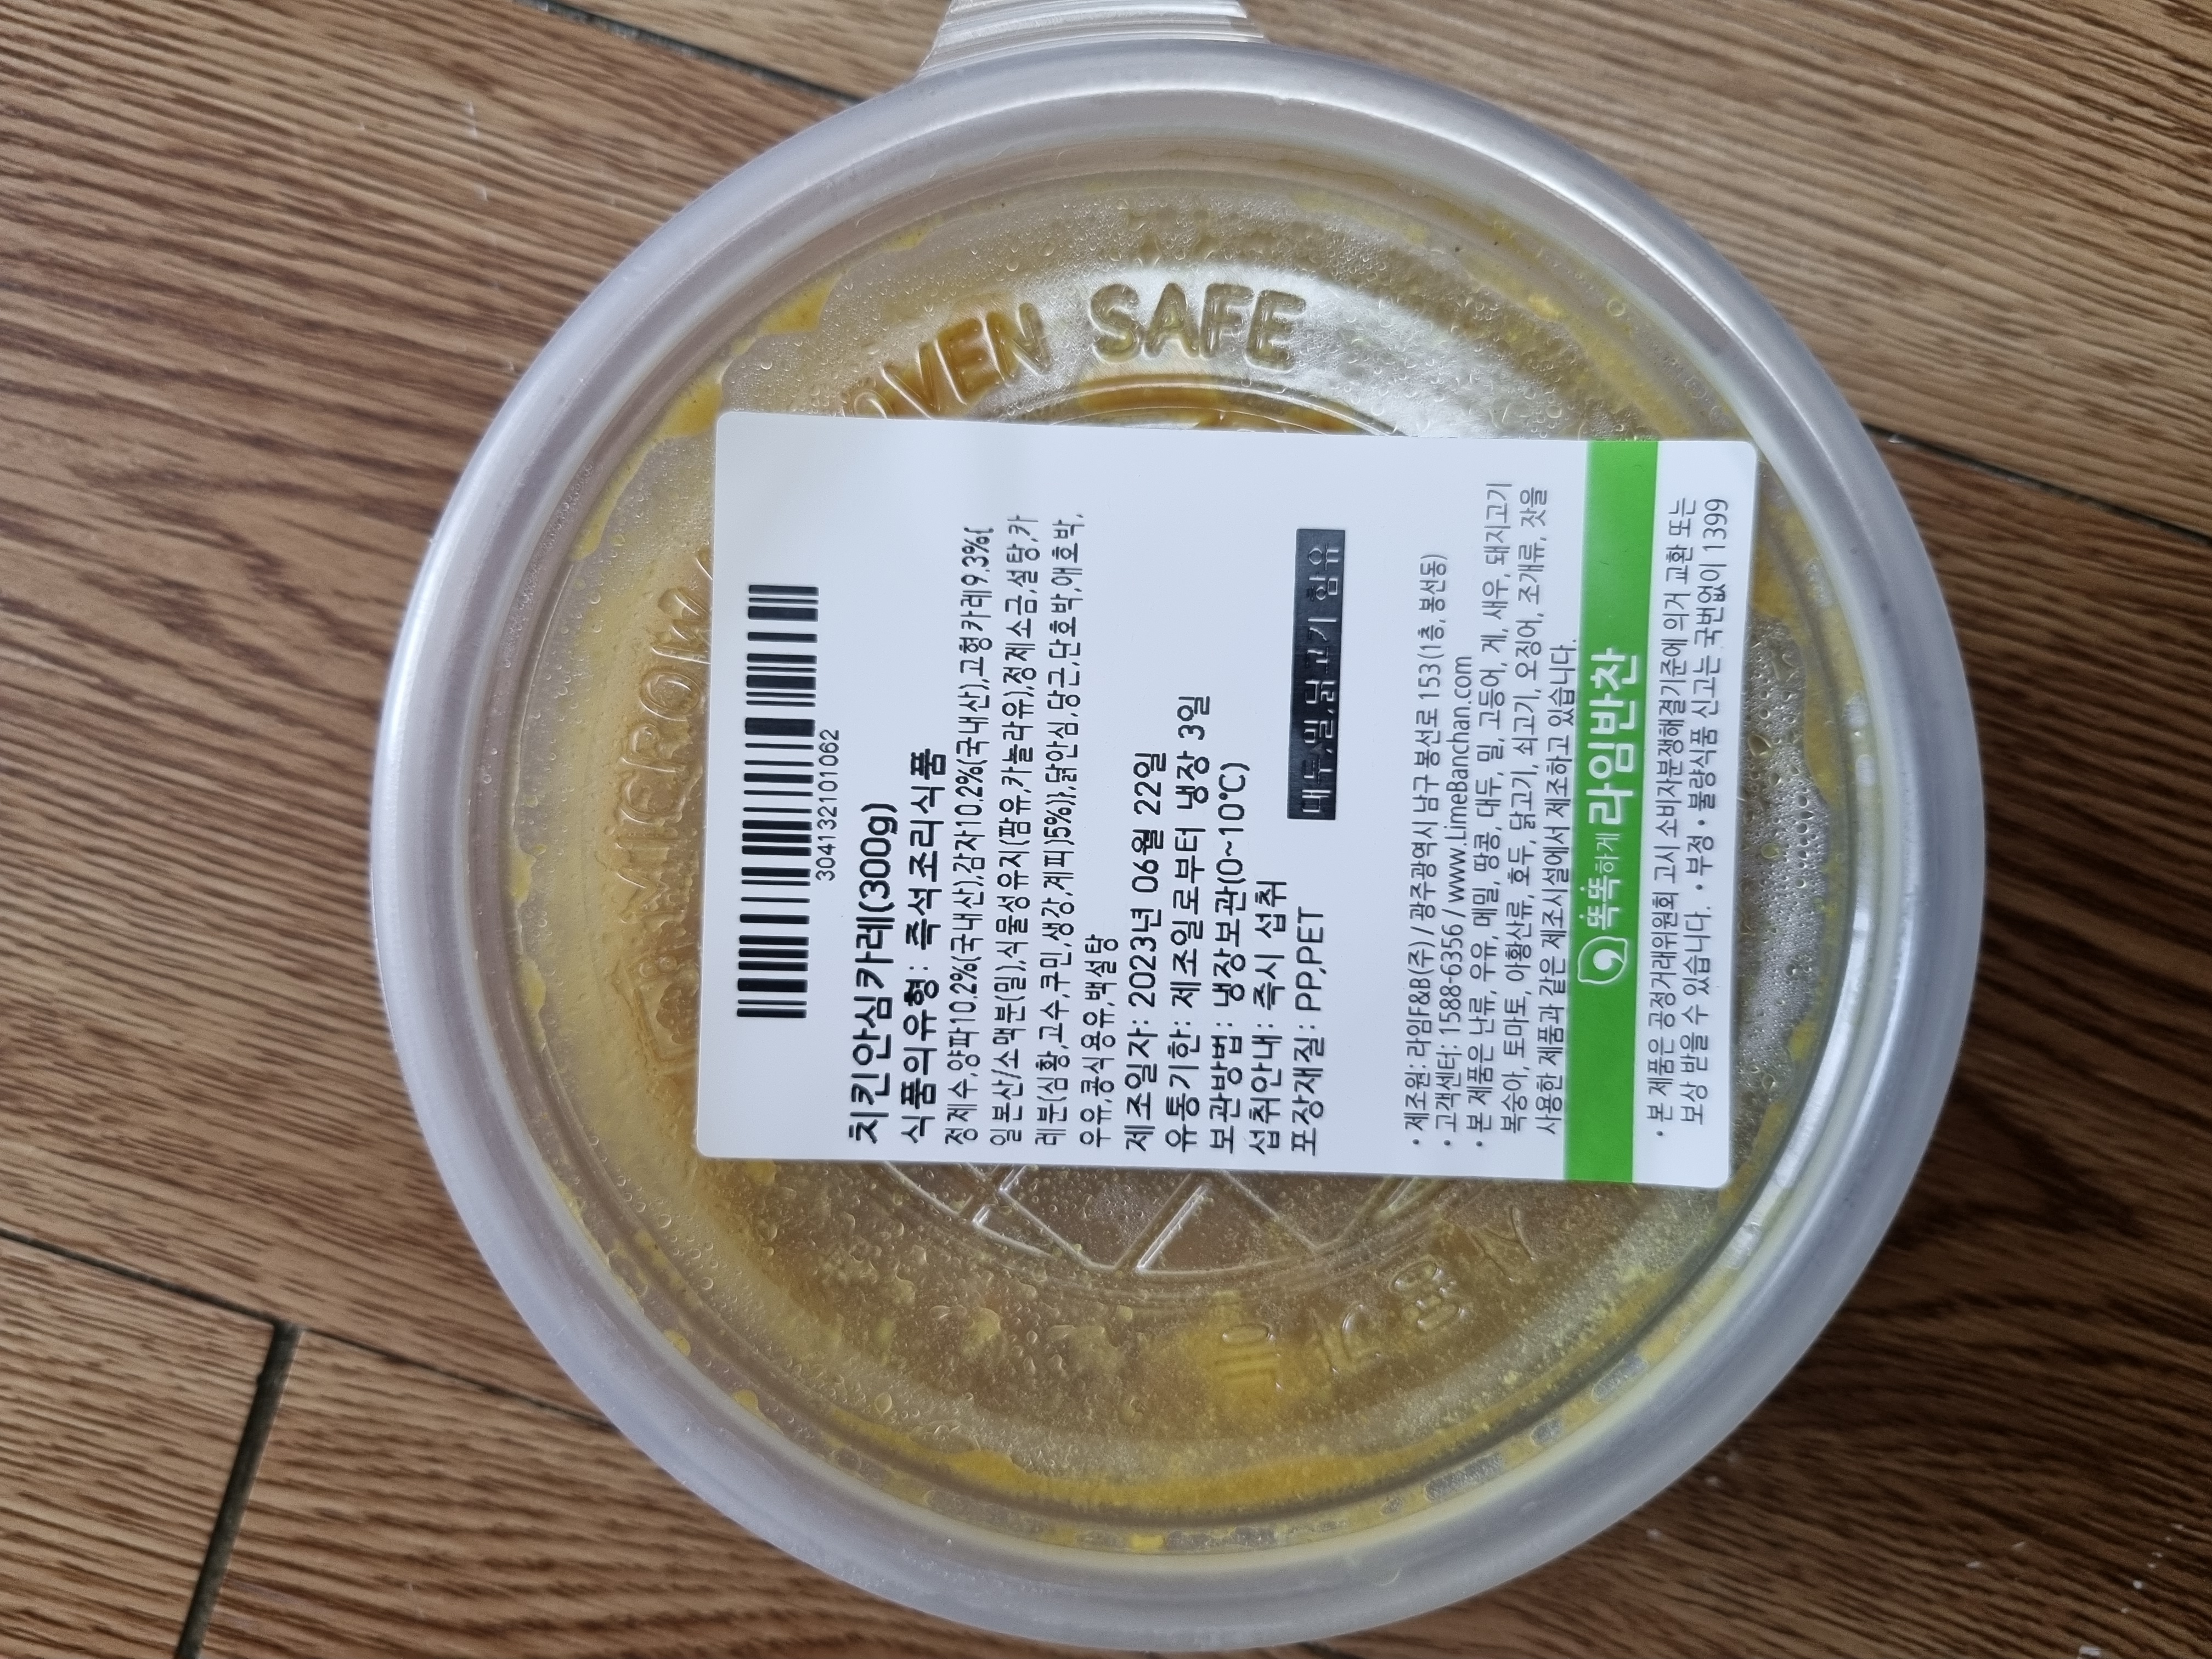 MICROW
OVEN SAFE
304132101062
치킨안심카레(300g)
식품의유형: 즉석조리식품
정제수,양파10.2%(국내산),감자10.2%(국내산),고형카레9.3%{
일본산/소맥분(밀),식물성유지(팜유,카놀라유),정제소금,설탕,카
레분(심황,고수,쿠민,생강,계피)5%)},닭안심,당근,단호박,애호박,
우유,콩식용유,백설탕
제조일자: 2023년 06월 22일
유통기한: 제조일로부터 냉장 3일
보관방법: 냉장보관(0~10℃)
섭취안내: 즉시 섭취
포장재질: PP,PET
대두,밀,닭고기 함유
• 제조원: 라임F&B(주) / 광주광역시 남구 봉선로 153(1층, 봉선동)
• 고객센터: 1588-6356 / www.LimeBanchan.com
• 본 제품은 난류, 우유, 메밀, 땅콩, 대두, 밀, 고등어, 게, 새우, 돼지고기
복숭아, 토마토, 아황산류, 호두, 닭고기, 쇠고기, 오징어, 조개류, 잣을
사용한 제품과 같은 제조시설에서 제조하고 있습니다.
똑똑하게 라임반찬
• 본 제품은 공정거래위원회 고시 소비자분쟁해결기준에 의거 교환 또는
보상 받을 수 있습니다. • 부정 • 불량식품 신고는 국번없이 1399